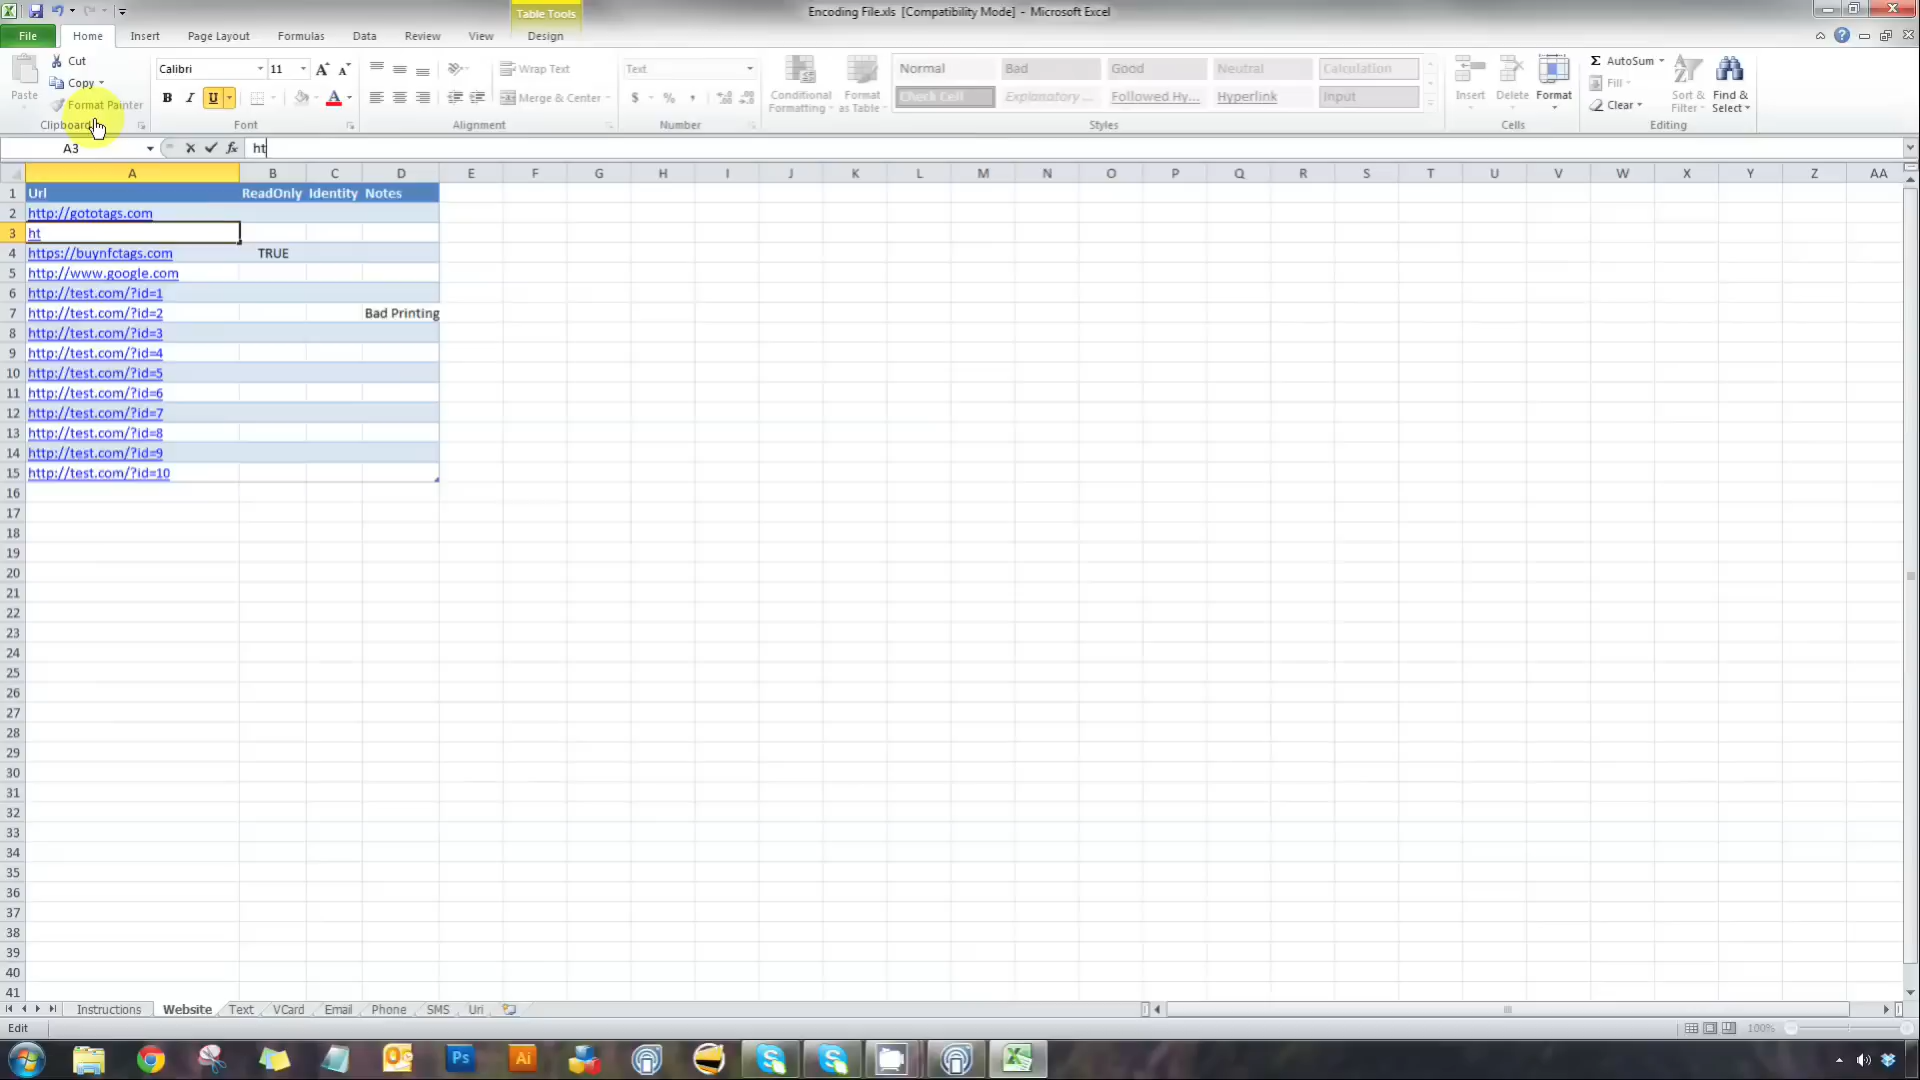 Table Tools
Encoding File.xls [Compatibility Mode] - Microsoft Excel
File Home Insert Page Layout Formulas Data Review View Design
Paste
Cut
Copy
Format Painter
Clipboard
Calibri 11
A A
B I U A
Font
Wrap Text
Merge & Center
Alignment
Text
$ % ,
Number
Conditional Formatting
Format as Table
Normal Bad Good Neutral Calculation
Check Cell Explanatory ... Followed Hy... Hyperlink Input
Styles
Insert Delete Format
Cells
Σ AutoSum
Fill
Clear
Sort & Filter
Find & Select
Editing
A3 fx ht
A B C D E F G H I J K L M N O P Q R S T U V W X Y Z AA
1 Url ReadOnly Identity Notes
2 http://gototags.com
3 ht
4 https://buynfctags.com TRUE
5 http://www.google.com
6 http://test.com/?id=1
7 http://test.com/?id=2 Bad Printing
8 http://test.com/?id=3
9 http://test.com/?id=4
10 http://test.com/?id=5
11 http://test.com/?id=6
12 http://test.com/?id=7
13 http://test.com/?id=8
14 http://test.com/?id=9
15 http://test.com/?id=10
16
17
18
19
20
21
22
23
24
25
26
27
28
29
30
31
32
33
34
35
36
37
38
39
40
41
Instructions Website Text VCard Email Phone SMS Uri
Edit 100%
Ps Ai